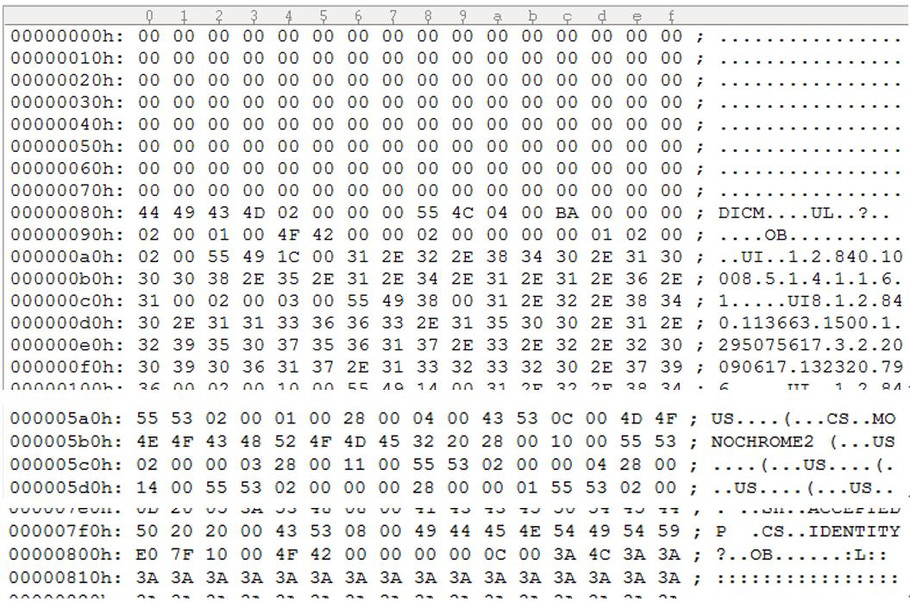 0 1 2 3 4 5 6 7 8 9 a b c d e f
00000000h: 00 00 00 00 00 00 00 00 00 00 00 00 00 00 00 00 ; ................
00000010h: 00 00 00 00 00 00 00 00 00 00 00 00 00 00 00 00 ; ................
00000020h: 00 00 00 00 00 00 00 00 00 00 00 00 00 00 00 00 ; ................
00000030h: 00 00 00 00 00 00 00 00 00 00 00 00 00 00 00 00 ; ................
00000040h: 00 00 00 00 00 00 00 00 00 00 00 00 00 00 00 00 ; ................
00000050h: 00 00 00 00 00 00 00 00 00 00 00 00 00 00 00 00 ; ................
00000060h: 00 00 00 00 00 00 00 00 00 00 00 00 00 00 00 00 ; ................
00000070h: 00 00 00 00 00 00 00 00 00 00 00 00 00 00 00 00 ; ................
00000080h: 44 49 43 4D 02 00 00 00 55 4C 04 00 BA 00 00 00 ; DICM....UL..?..
00000090h: 02 00 01 00 4F 42 00 00 02 00 00 00 00 01 02 00 ; ....OB..........
000000a0h: 02 00 55 49 1C 00 31 2E 32 2E 38 34 30 2E 31 30 ; ..UI..1.2.840.10
000000b0h: 30 30 38 2E 35 2E 31 2E 34 2E 31 2E 31 2E 36 2E ; 008.5.1.4.1.1.6.
000000c0h: 31 00 02 00 03 00 55 49 38 00 31 2E 32 2E 38 34 ; 1.....UI8.1.2.84
000000d0h: 30 2E 31 31 33 36 36 33 2E 31 35 30 30 2E 31 2E ; 0.113663.1500.1.
000000e0h: 32 39 35 30 37 35 36 31 37 2E 33 2E 32 2E 32 30 ; 295075617.3.2.20
000000f0h: 30 39 30 36 31 37 2E 31 33 32 33 32 30 2E 37 39 ; 090617.132320.79
00000100h: 36 00 02 00 10 00 55 49 14 00 31 2E 32 2E 38 34 ; 6.....UI..1.2.84
000005a0h: 55 53 02 00 01 00 28 00 04 00 43 53 0C 00 4D 4F ; US....(...CS..MO
000005b0h: 4E 4F 43 48 52 4F 4D 45 32 20 28 00 10 00 55 53 ; NOCHROME2 (...US
000005c0h: 02 00 00 03 28 00 11 00 55 53 02 00 00 04 28 00 ; ....(...US....(.
000005d0h: 14 00 55 53 02 00 00 00 28 00 00 01 55 53 02 00 ; ..US....(...US..
000007f0h: 50 20 20 00 43 53 08 00 49 44 45 4E 54 49 54 59 ; P  .CS..IDENTITY
00000800h: E0 7F 10 00 4F 42 00 00 00 00 0C 00 3A 4C 3A 3A ; ?..OB......:L::
00000810h: 3A 3A 3A 3A 3A 3A 3A 3A 3A 3A 3A 3A 3A 3A 3A 3A ; ::::::::::::::::